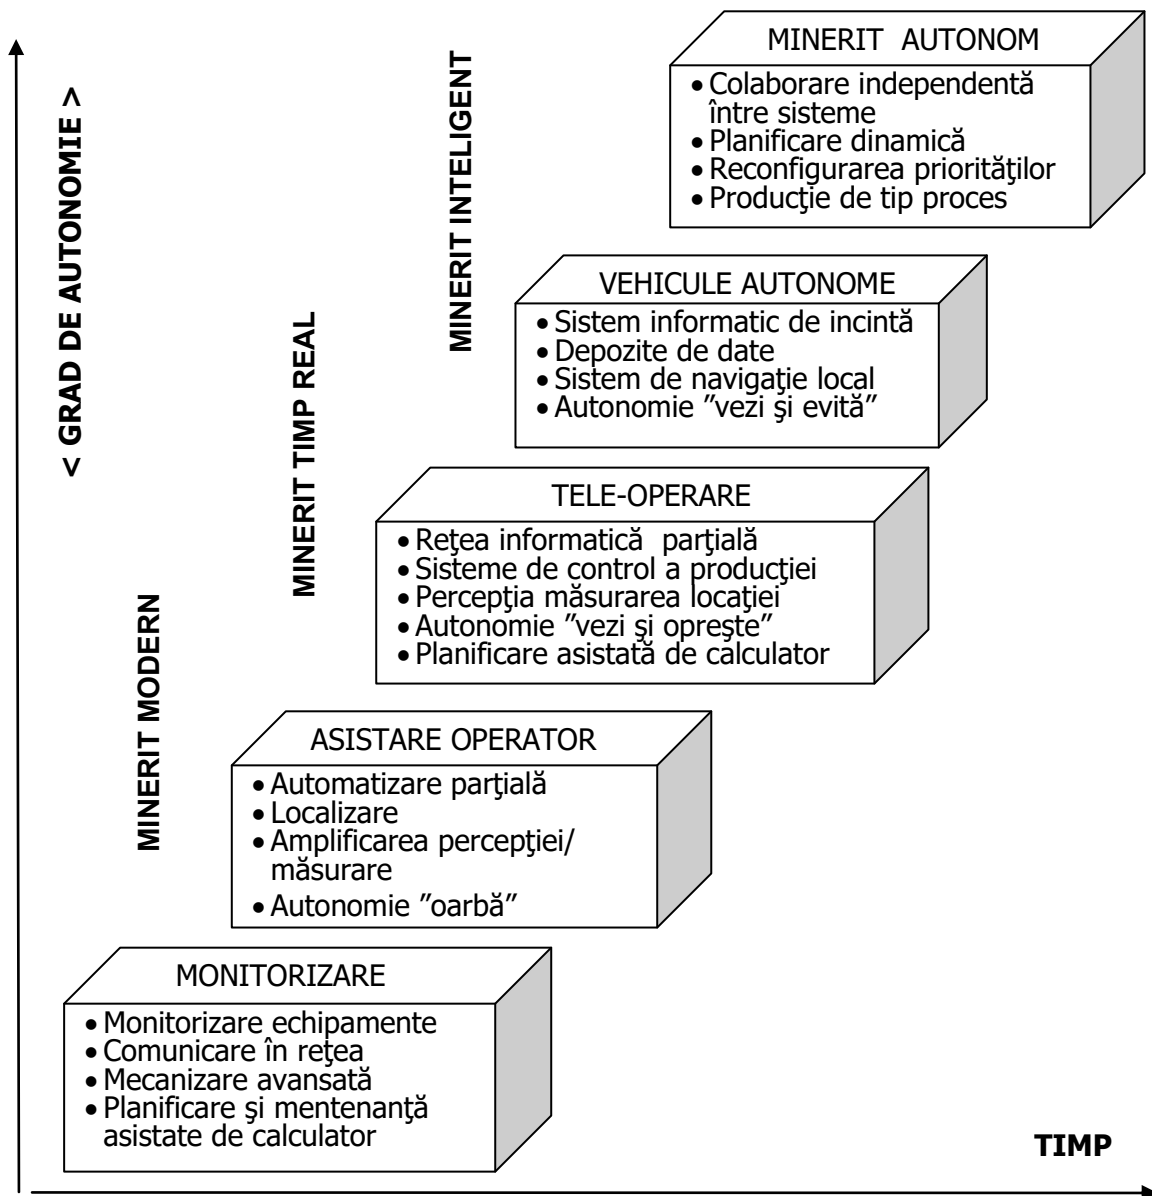 MINERIT  AUTONOM
• Colaborare independentă
între sisteme
• Planificare dinamică
• Reconfigurarea priorităţilor
• Producţie de tip proces
MINERIT INTELIGENT
< GRAD DE AUTONOMIE >
VEHICULE AUTONOME
• Sistem informatic de incintă
• Depozite de date
• Sistem de navigaţie local
• Autonomie ”vezi şi evită”
MINERIT TIMP REAL
TELE-OPERARE
• Reţea informatică  parţială
• Sisteme de control a producţiei
• Percepţia măsurarea locaţiei
• Autonomie ”vezi şi opreşte”
• Planificare asistată de calculator
MINERIT MODERN
ASISTARE OPERATOR
• Automatizare parţială
• Localizare
• Amplificarea percepţiei/
măsurare
• Autonomie ”oarbă”
MONITORIZARE
• Monitorizare echipamente
• Comunicare în reţea
• Mecanizare avansată
• Planificare şi mentenanţă
asistate de calculator
TIMP